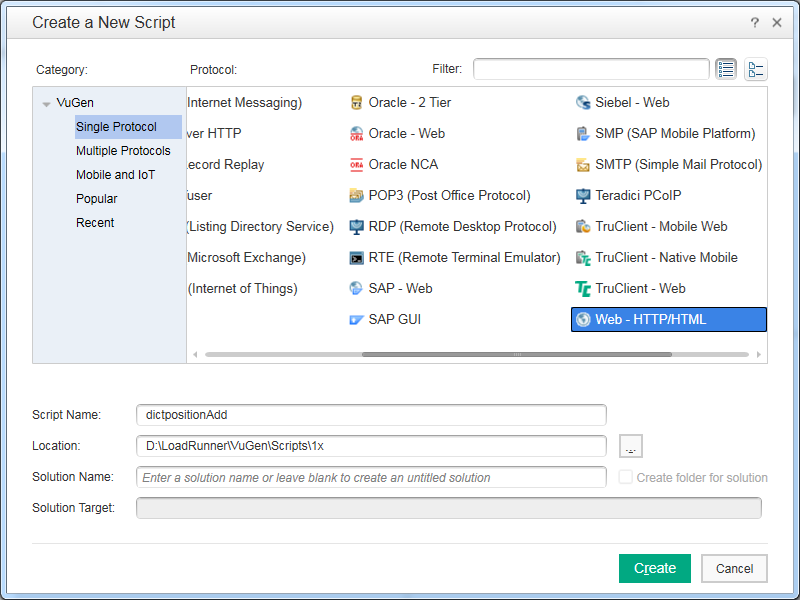 Create a New Script
? ×
Category:
Protocol:
Filter:
VuGen
Single Protocol
Multiple Protocols
Mobile and IoT
Popular
Recent
Internet Messaging)
ver HTTP
ecord Replay
user
(Listing Directory Service)
Microsoft Exchange)
(Internet of Things)
Oracle - 2 Tier
Oracle - Web
ORA Oracle NCA
POP3 (Post Office Protocol)
RDP (Remote Desktop Protocol)
RTE (Remote Terminal Emulator)
SAP - Web
SAP GUI
Siebel - Web
SMP (SAP Mobile Platform)
SMTP (Simple Mail Protocol)
Teradici PCoIP
TruClient - Mobile Web
TruClient - Native Mobile
TruClient - Web
Web - HTTP/HTML
Script Name: dictpositionAdd
Location: D:\LoadRunner\VuGen\Scripts\1x ...
Solution Name: Enter a solution name or leave blank to create an untitled solution Create folder for solution
Solution Target:
Create Cancel